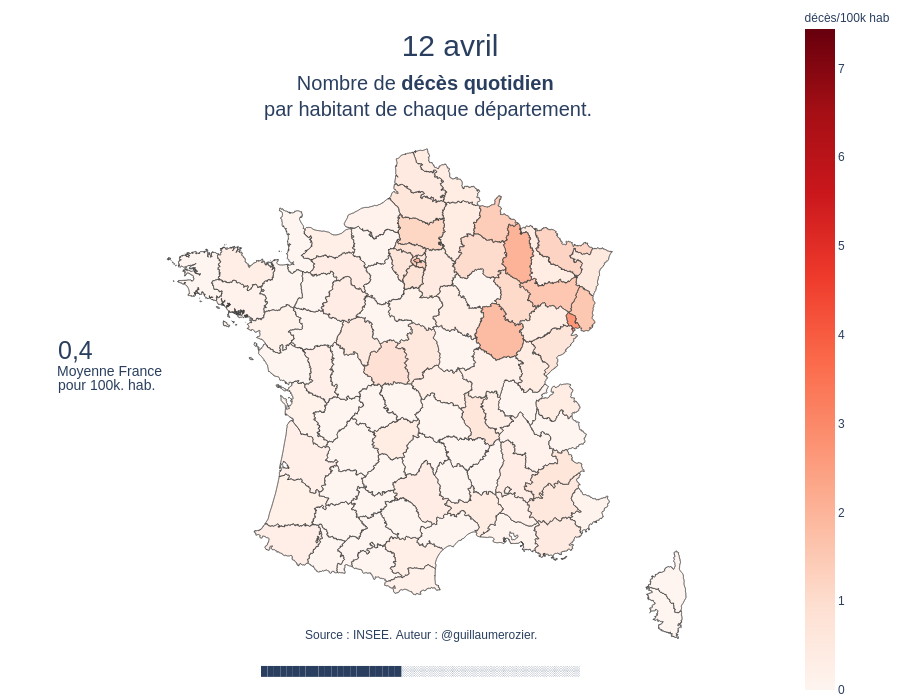 décès/100k hab
12 avril
Nombre de décès quotidien
par habitant de chaque département.
7
6
5
4
3
2
1
0
0,4
Moyenne France
pour 100k. hab.
Source : INSEE. Auteur : @guillaumerozier.